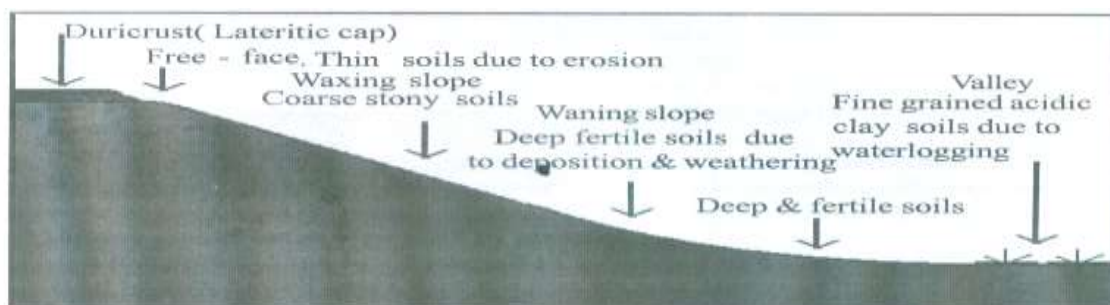 Duricrust( Lateritic cap)
Free - face, Thin soils due to erosion
Waxing slope
Coarse stony soils
Waning slope
Deep fertile soils due
to deposition & weathering
Deep & fertile soils
Valley
Fine grained acidic
clay soils due to
waterlogging